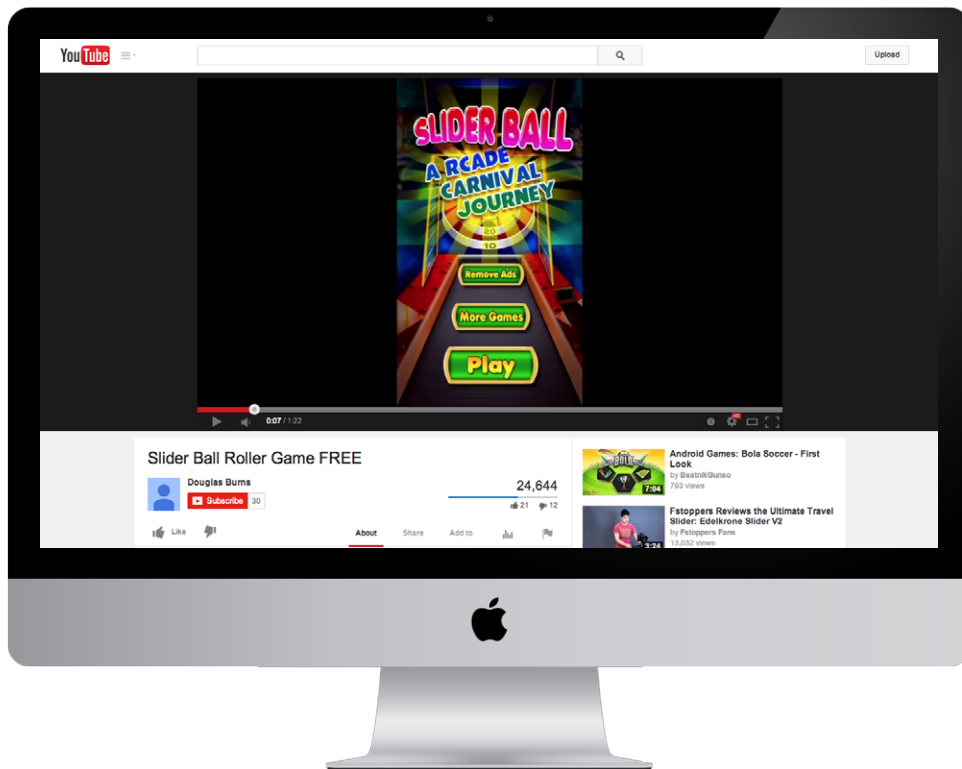 YouTube
Upload
SLIDER BALL
ARCADE
CARNIVAL
JOURNEY
20
10
Remove Ads
More Games
Play
0:07 / 1:22
HD
Slider Ball Roller Game FREE
Douglas Burns
Subscribe 30
24,644
21 12
Like
About Share Add to
BOLA
7:04
Android Games: Bola Soccer - First
Look
by BeatnikGunso
793 views
3:24
Fstoppers Reviews the Ultimate Travel
Slider: Edelkrone Slider V2
by Fstoppers Fans
13,032 views